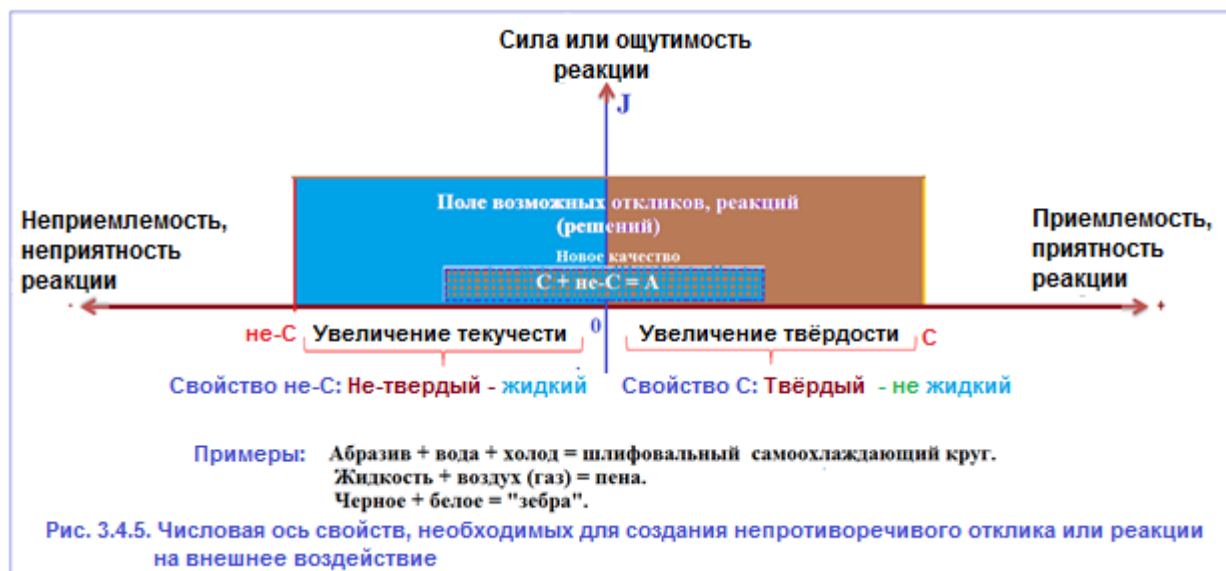 Сила или ощутимость
реакции
J
Поле возможных откликов, реакций
(решений)
Неприемлемость,
неприятность
реакции
Приемлемость,
приятность
реакции
Новое качество
С + не-С = А
-
+
не-С
Увеличение текучести
0
Увеличение твёрдости
С
Свойство не-С: Не-твердый - жидкий
Свойство С: Твёрдый - не жидкий
Примеры:
Абразив + вода + холод = шлифовальный самоохлаждающий круг.
Жидкость + воздух (газ) = пена.
Черное + белое = "зебра".
Рис. 3.4.5. Числовая ось свойств, необходимых для создания непротиворечивого отклика или реакции
на внешнее воздействие